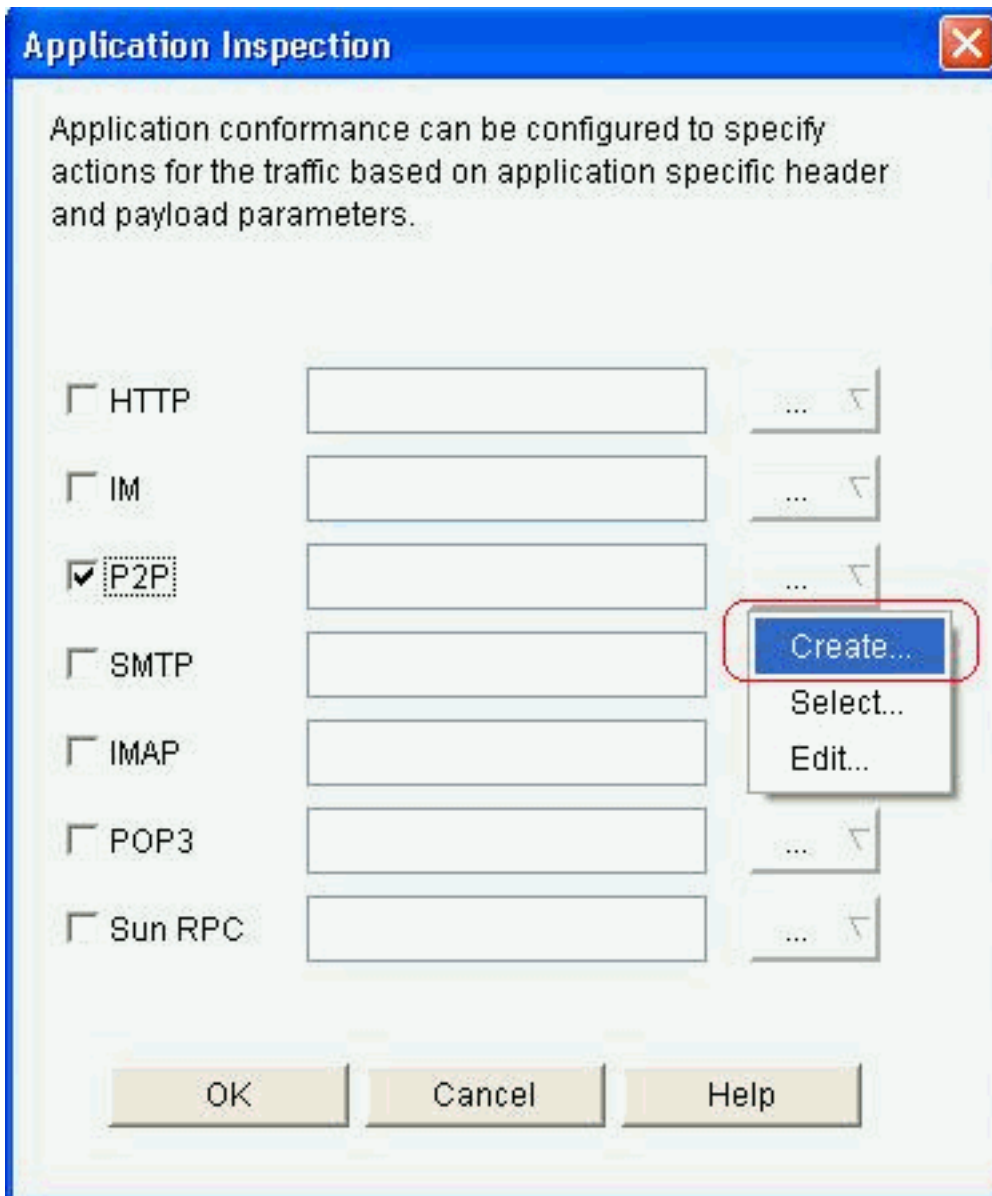 Application Inspection
Application conformance can be configured to specify
actions for the traffic based on application specific header
and payload parameters.
HTTP
...
IM
...
P2P
...
Create...
SMTP
Select...
IMAP
Edit...
POP3
...
Sun RPC
...
OK Cancel Help